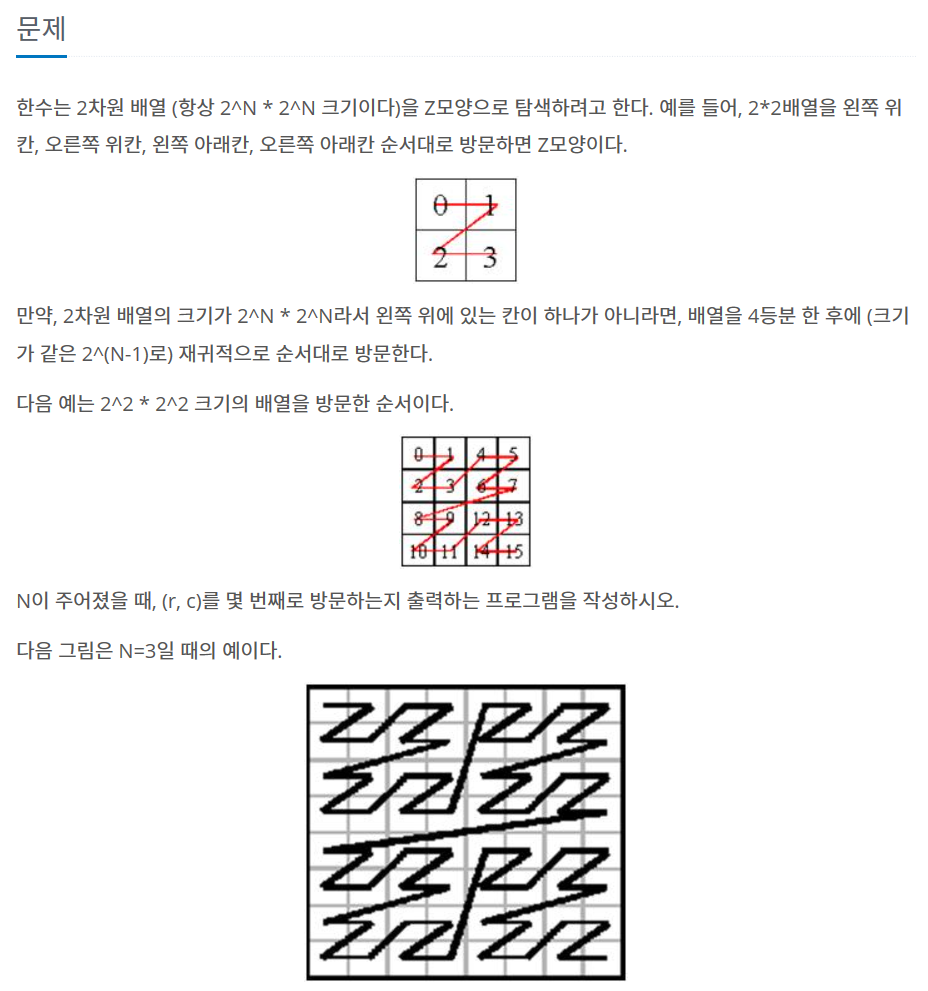 문제
한수는 2차원 배열 (항상 2^N * 2^N 크기이다)을 Z모양으로 탐색하려고 한다. 예를 들어, 2*2배열을 왼쪽 위
칸, 오른쪽 위칸, 왼쪽 아래칸, 오른쪽 아래칸 순서대로 방문하면 Z모양이다.
0 1
2 3
만약, 2차원 배열의 크기가 2^N * 2^N라서 왼쪽 위에 있는 칸이 하나가 아니라면, 배열을 4등분 한 후에 (크기
가 같은 2^(N-1)로) 재귀적으로 순서대로 방문한다.
다음 예는 2^2 * 2^2 크기의 배열을 방문한 순서이다.
0 1 4 5
2 3 6 7
8 9 12 13
10 11 14 15
N이 주어졌을 때, (r, c)를 몇 번째로 방문하는지 출력하는 프로그램을 작성하시오.
다음 그림은 N=3일 때의 예이다.